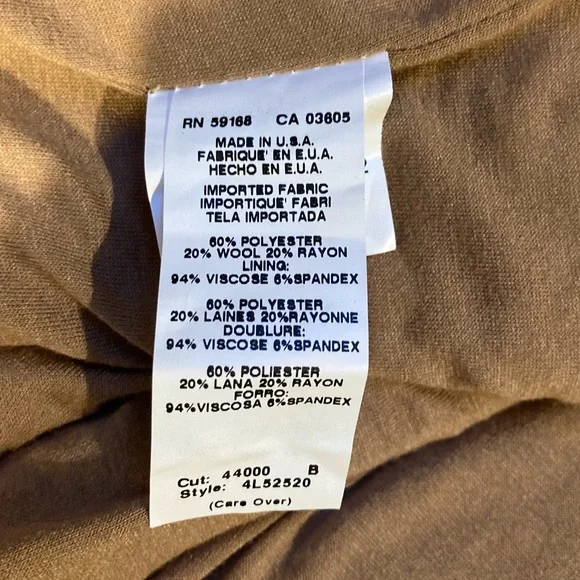 RN 59168 CA 03605
MADE IN U.S.A.
FABRIQUE' EN E.U.A.
HECHO EN E.U.A.
IMPORTED FABRIC
IMPORTIQUE' FABRI
TELA IMPORTADA
60% POLYESTER
20% WOOL 20% RAYON
LINING:
94% VISCOSE 6%SPANDEX
60% POLYESTER
20% LAINES 20%RAYONNE
DOUBLURE:
94% VISCOSE 6%SPANDEX
60% POLIESTER
20% LANA 20% RAYON
FORRO:
94%VISCOSA 6%SPANDEX
Cut: 44000 B
Style: 4L52520
(Care Over)